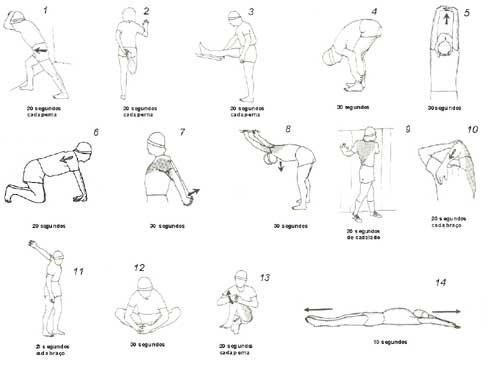 1
20 segundos
cada perna
2
20 segundos
cada perna
3
20 segundos
cada perna
4
30 segundos
5
30 segundos
6
20 segundos
7
30 segundos
8
30 segundos
9
20 segundos
de cada lado
10
20 segundos
cada braço
11
20 segundos
cada braço
12
30 segundos
13
20 segundos
cada perna
14
10 segundos